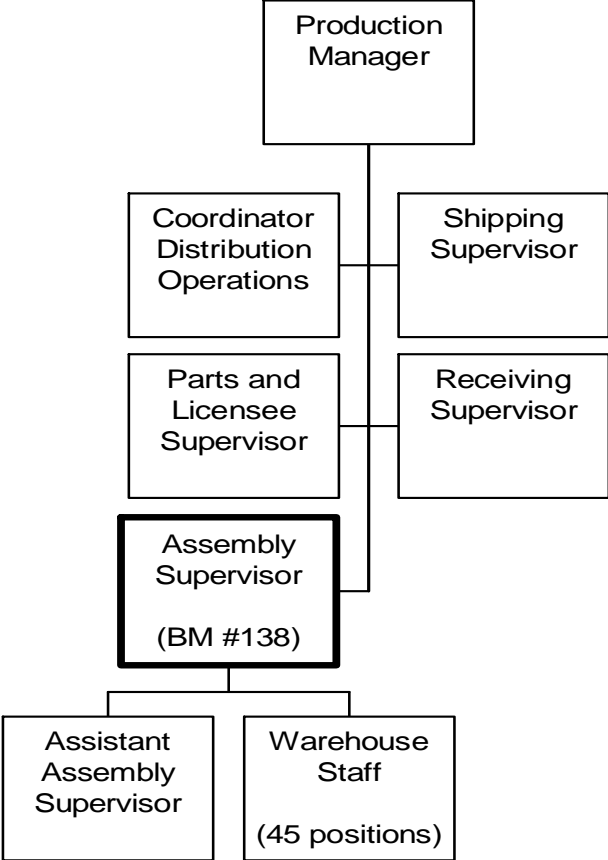 Production
Manager
Coordinator
Distribution
Operations
Shipping
Supervisor
Parts and
Licensee
Supervisor
Receiving
Supervisor
Assembly
Supervisor
(BM #138)
Assistant
Assembly
Supervisor
Warehouse
Staff
(45 positions)